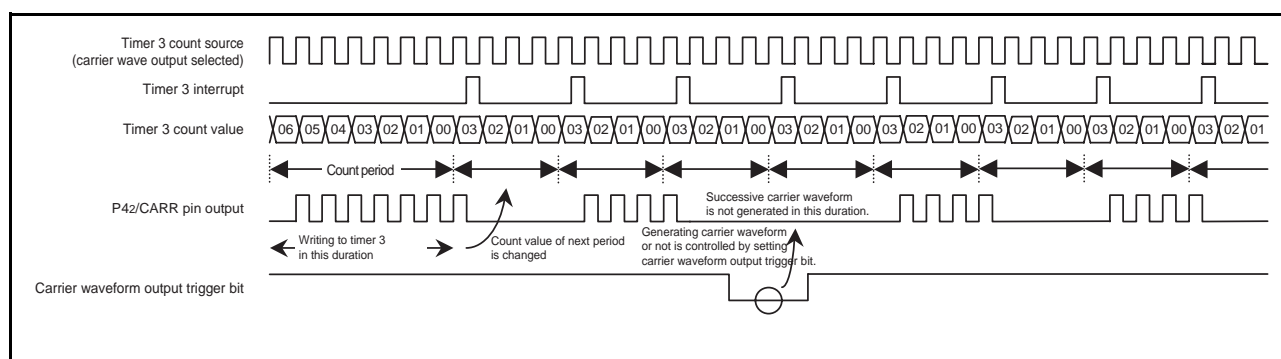 Timer 3 count source
(carrier wave output selected)
Timer 3 interrupt
Timer 3 count value
06 05 04 03 02 01 00 03 02 01 00 03 02 01 00 03 02 01 00 03 02 01 00 03 02 01 00 03 02 01 00 03 02 01 00 03 02 01
Count period
P42/CARR pin output
Successive carrier waveform
is not generated in this duration.
Writing to timer 3
in this duration
Count value of next period
is changed
Generating carrier waveform
or not is controlled by setting
carrier waveform output trigger bit.
Carrier waveform output trigger bit